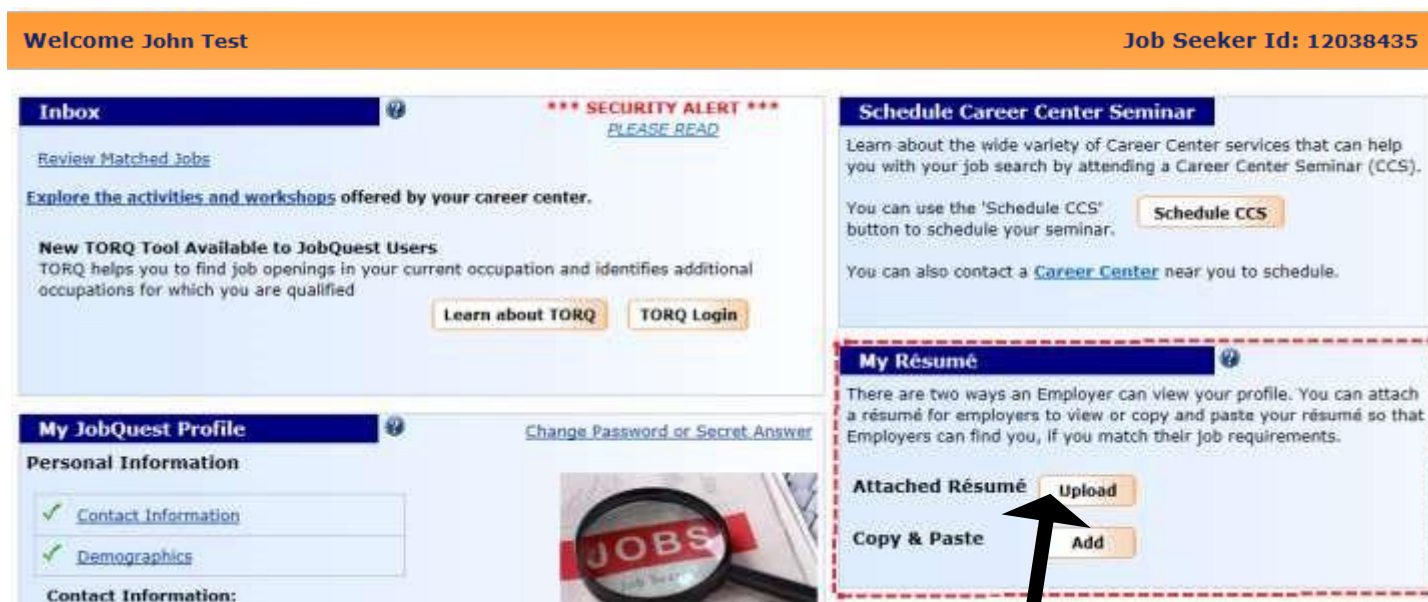 Welcome John Test
Job Seeker Id: 12038435
Inbox
*** SECURITY ALERT ***
PLEASE READ
Review Matched Jobs
Explore the activities and workshops offered by your career center.
New TORQ Tool Available to JobQuest Users
TORQ helps you to find job openings in your current occupation and identifies additional
occupations for which you are qualified
Learn about TORQ
TORQ Login
Schedule Career Center Seminar
Learn about the wide variety of Career Center services that can help
you with your job search by attending a Career Center Seminar (CCS).
You can use the 'Schedule CCS'
button to schedule your seminar.
Schedule CCS
You can also contact a Career Center near you to schedule.
My JobQuest Profile
Change Password or Secret Answer
Personal Information
Contact Information
Demographics
Contact Information:
JOBS
Job Search
My Résumé
There are two ways an Employer can view your profile. You can attach
a résumé for employers to view or copy and paste your résumé so that
Employers can find you, if you match their job requirements.
Attached Résumé
Upload
Copy & Paste
Add